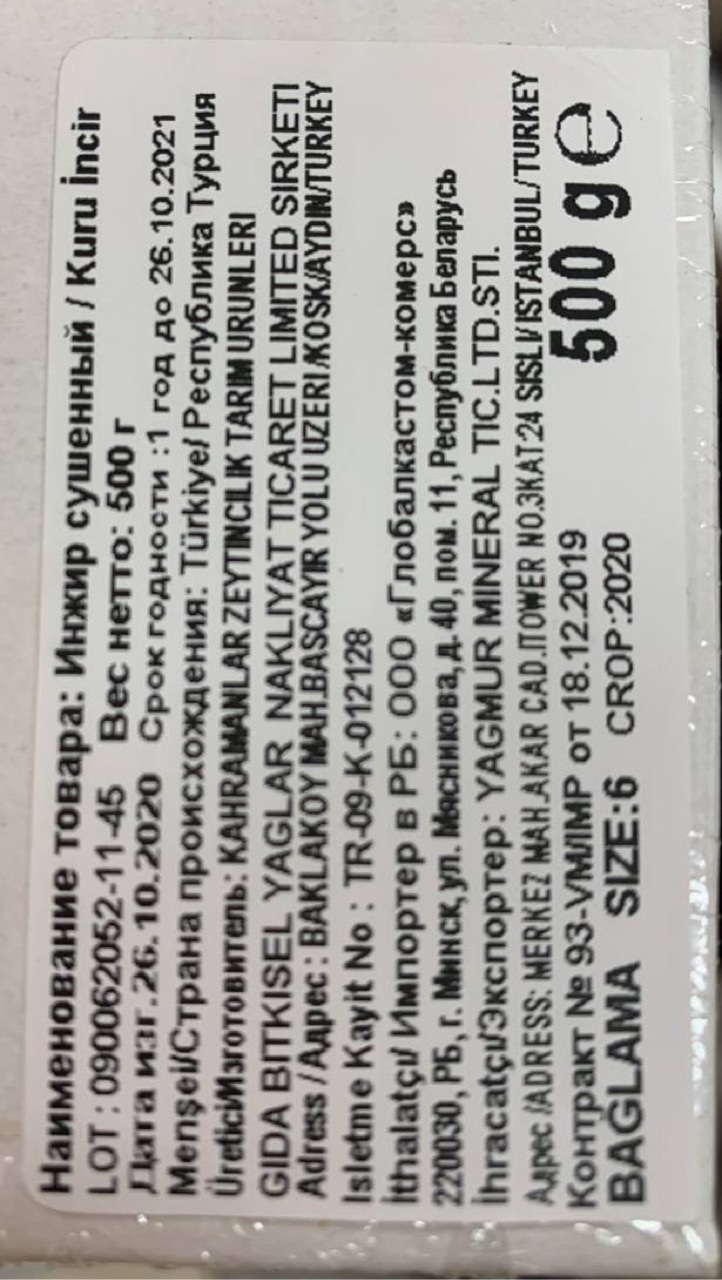 Наименование товара: Инжир сушенный / Kuru İncir
LOT : 090062052-11-45 Вес нетто: 500 г
Дата изг.26.10.2020 Срок годности :1 год до 26.10.2021
Menşei/Страна происхождения: Türkiye/ Республика Турция
Üretici/Изготовитель: KAHRAMANLAR ZEYTINCILIK TARIM URUNLERI
GIDA BITKISEL YAGLAR NAKLIYAT TICARET LIMITED SIRKETI
Adress / Адрес : BAKLAKOY MAH.BASCAYIR YOLU UZERI /KOSK/AYDIN/TURKEY
Isletme Kayit No : TR-09-K-012128
İthalatçı/ Импортер в РБ: ООО «Глобалкастом-комерс»
220030, РБ, г. Минск, ул. Мясникова, д. 40, пом. 11, Республика Беларусь
İhracatçı/Экспортер: YAGMUR MINERAL TIC.LTD.STI.
Адрес /ADRESS: MERKEZ MAH.AKAR CAD.ITOWER NO.3KAT24 SISLI/ISTANBUL/TURKEY
Контракт № 93-VM/IMP от 18.12.2019
BAGLAMA SIZE:6 CROP:2020
500 g e